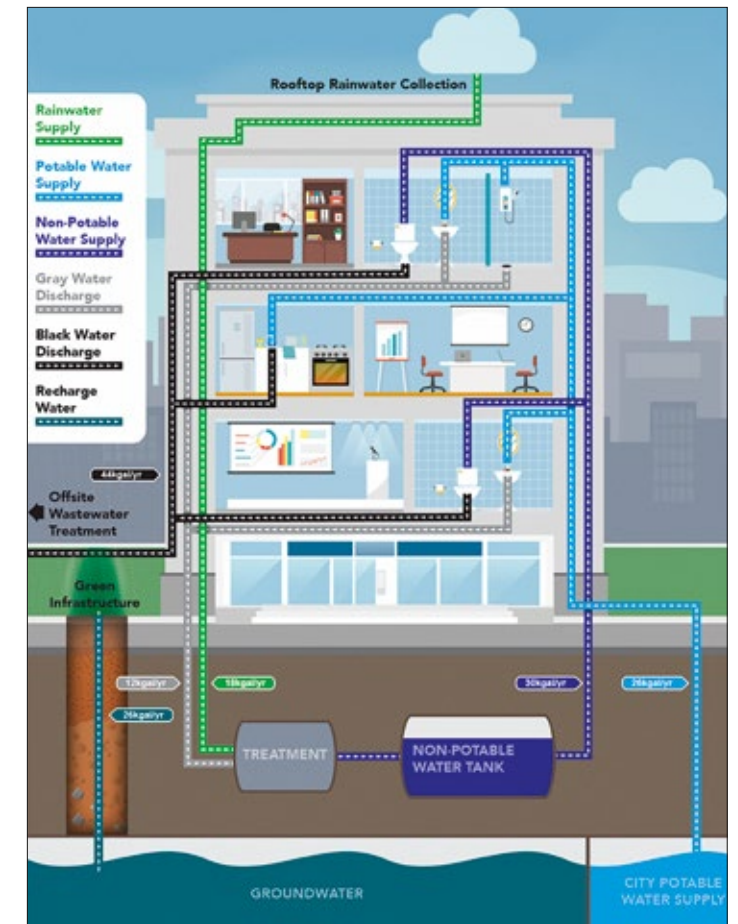 Rooftop Rainwater Collection
Rainwater
Supply
Potable Water
Supply
Non-Potable
Water Supply
Gray Water
Discharge
Black Water
Discharge
Recharge
Water
44kgal/yr
Offsite
Wastewater
Treatment
Green
Infrastructure
12kgal/yr
18kgal/yr
30kgal/yr
26kgal/yr
26kgal/yr
TREATMENT
NON-POTABLE
WATER TANK
GROUNDWATER
CITY POTABLE
WATER SUPPLY